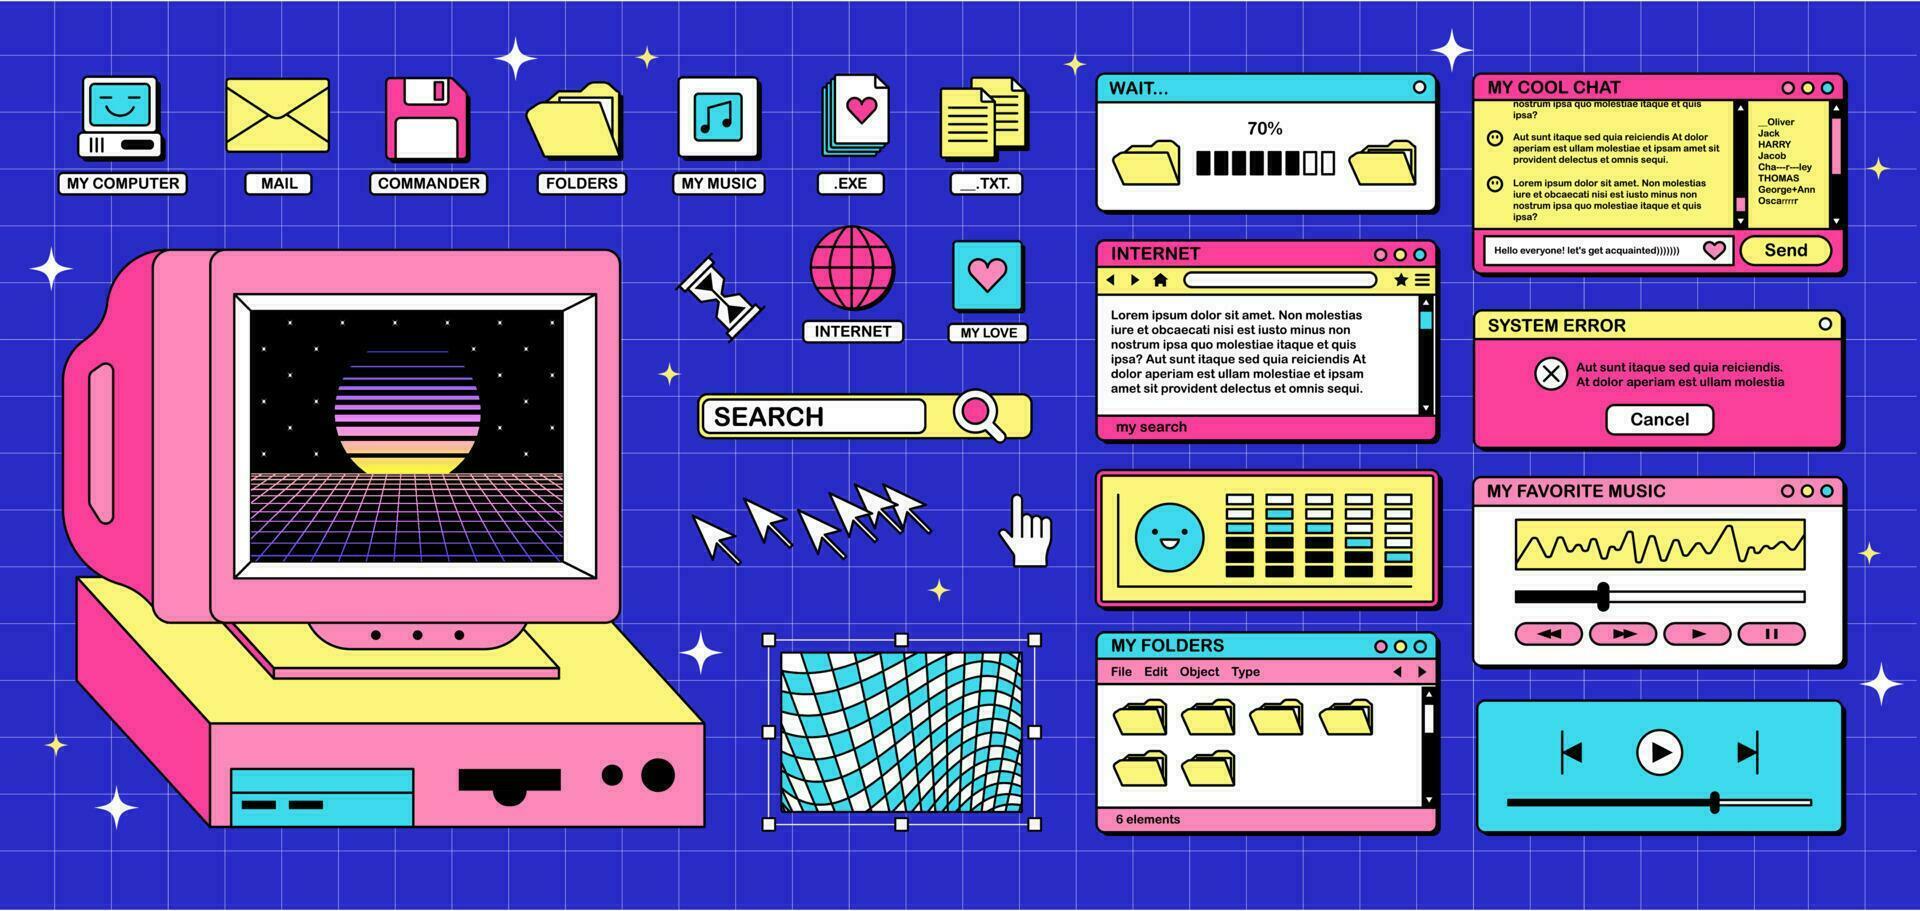 MY COMPUTER
MAIL
COMMANDER
FOLDERS
MY MUSIC
.EXE
__.TXT.
INTERNET
MY LOVE
SEARCH
WAIT...
70%
INTERNET
Lorem ipsum dolor sit amet. Non molestias
iure et obcaecati nisi est iusto minus non
nostrum ipsa quo molestiae itaque et quis
ipsa? Aut sunt itaque sed quia reiciendis At
dolor aperiam est ullam molestiae et ipsam
amet sit provident delectus et omnis sequi.
my search
MY FOLDERS
File Edit Object Type
6 elements
MY COOL CHAT
nostrum ipsa quo molestiae itaque et quis
ipsa?
Aut sunt itaque sed quia reiciendis At dolor
aperiam est ullam molestiae et ipsam amet sit
provident delectus et omnis sequi.
Lorem ipsum dolor sit amet. Non molestias
iure et obcaecati nisi est iusto minus non
nostrum ipsa quo molestiae itaque et quis
ipsa?
__Oliver
Jack
HARRY
Jacob
Cha---r---ley
THOMAS
George+Ann
Oscarrrrr
Hello everyone! let's get acquainted)))))))
Send
SYSTEM ERROR
Aut sunt itaque sed quia reiciendis.
At dolor aperiam est ullam molestia
Cancel
MY FAVORITE MUSIC